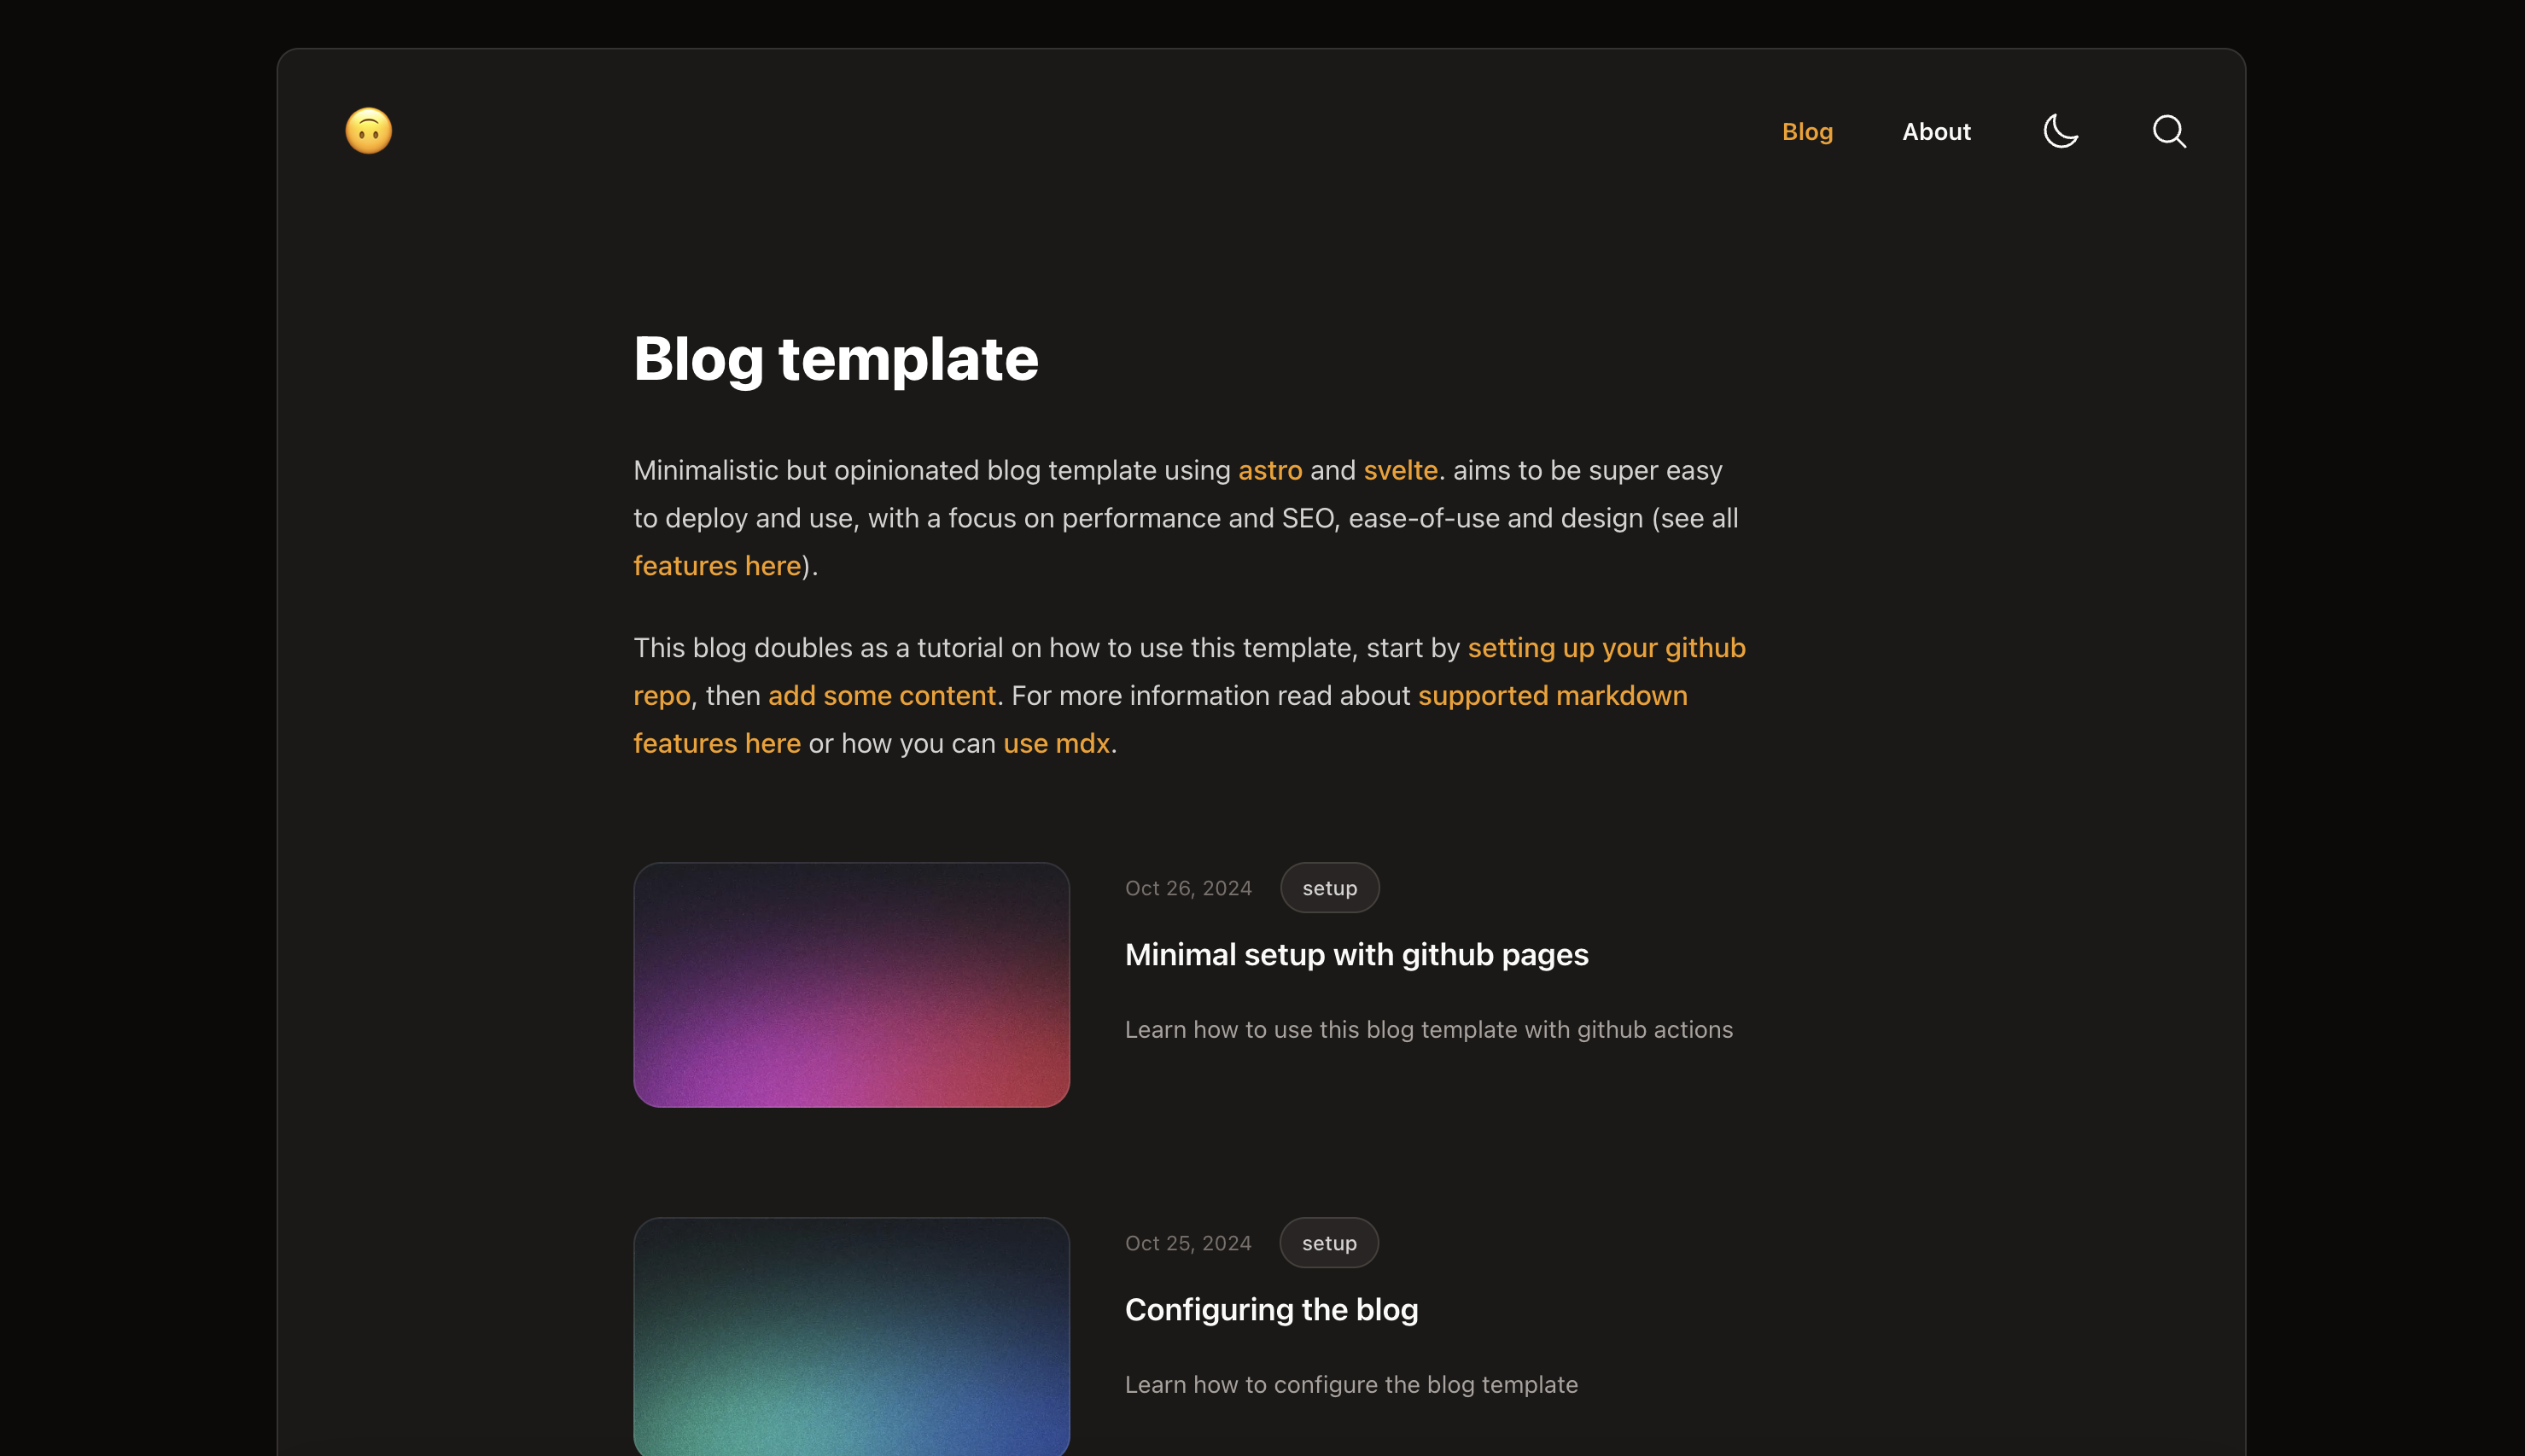 Blog
About
Blog template
Minimalistic but opinionated blog template using astro and svelte. aims to be super easy
to deploy and use, with a focus on performance and SEO, ease-of-use and design (see all
features here).
This blog doubles as a tutorial on how to use this template, start by setting up your github
repo, then add some content. For more information read about supported markdown
features here or how you can use mdx.
Oct 26, 2024
setup
Minimal setup with github pages
Learn how to use this blog template with github actions
Oct 25, 2024
setup
Configuring the blog
Learn how to configure the blog template